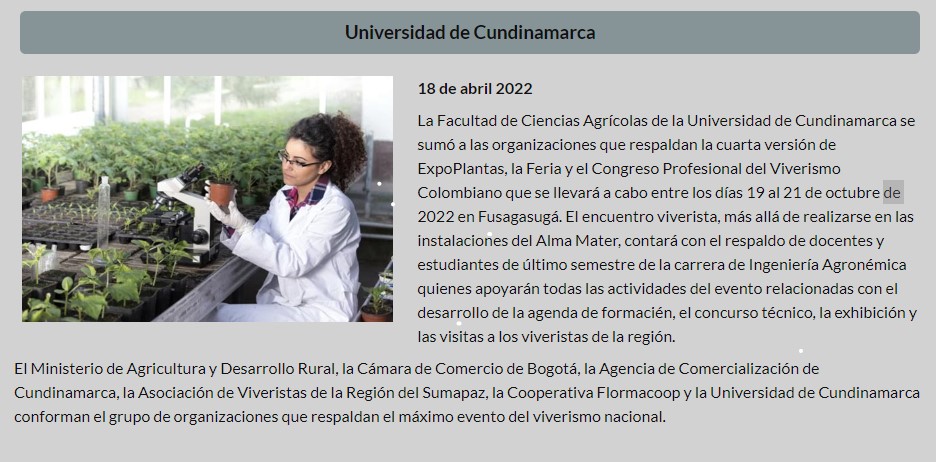 Universidad de Cundinamarca
18 de abril 2022
La Facultad de Ciencias Agrícolas de la Universidad de Cundinamarca se
sumó a las organizaciones que respaldan la cuarta versión de
ExpoPlantas, la Feria y el Congreso Profesional del Viverismo
Colombiano que se llevará a cabo entre los días 19 al 21 de octubre de
2022 en Fusagasugá. El encuentro viverista, más allá de realizarse en las
instalaciones del Alma Mater, contará con el respaldo de docentes y
estudiantes de último semestre de la carrera de Ingeniería Agronémica
quienes apoyarán todas las actividades del evento relacionadas con el
desarrollo de la agenda de formacién, el concurso técnico, la exhibición y
las visitas a los viveristas de la región.
El Ministerio de Agricultura y Desarrollo Rural, la Cámara de Comercio de Bogotá, la Agencia de Comercialización de
Cundinamarca, la Asociación de Viveristas de la Región del Sumapaz, la Cooperativa Flormacoop y la Universidad de Cundinamarca
conforman el grupo de organizaciones que respaldan el máximo evento del viverismo nacional.